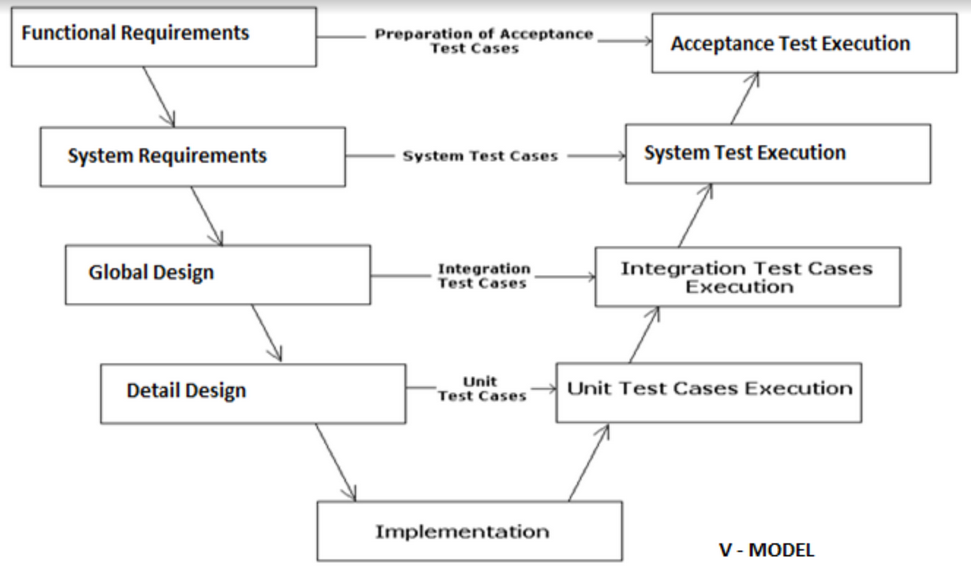 Functional Requirements
Preparation of Acceptance
Test Cases
Acceptance Test Execution
System Requirements
System Test Cases
System Test Execution
Global Design
Integration
Test Cases
Integration Test Cases
Execution
Detail Design
Unit
Test Cases
Unit Test Cases Execution
Implementation
V - MODEL